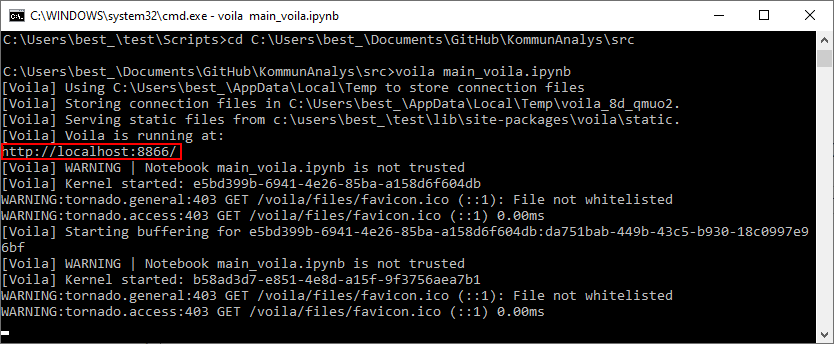 C:\WINDOWS\system32\cmd.exe - voila  main_voila.ipynb
C:\Users\best_\test\Scripts>cd C:\Users\best_\Documents\GitHub\KommunAnalys\src
C:\Users\best_\Documents\GitHub\KommunAnalys\src>voila main_voila.ipynb
[Voila] Using C:\Users\best_\AppData\Local\Temp to store connection files
[Voila] Storing connection files in C:\Users\best_\AppData\Local\Temp\voila_8d_qmuo2.
[Voila] Serving static files from c:\users\best_\test\lib\site-packages\voila\static.
[Voila] Voila is running at:
http://localhost:8866/
[Voila] WARNING | Notebook main_voila.ipynb is not trusted
[Voila] Kernel started: e5bd399b-6941-4e26-85ba-a158d6f604db
WARNING:tornado.general:403 GET /voila/files/favicon.ico (::1): File not whitelisted
WARNING:tornado.access:403 GET /voila/files/favicon.ico (::1) 0.00ms
[Voila] Starting buffering for e5bd399b-6941-4e26-85ba-a158d6f604db:da751bab-449b-43c5-b930-18c0997e9
6bf
[Voila] WARNING | Notebook main_voila.ipynb is not trusted
[Voila] Kernel started: b58ad3d7-e851-4e8d-a15f-9f3756aea7b1
WARNING:tornado.general:403 GET /voila/files/favicon.ico (::1): File not whitelisted
WARNING:tornado.access:403 GET /voila/files/favicon.ico (::1) 0.00ms